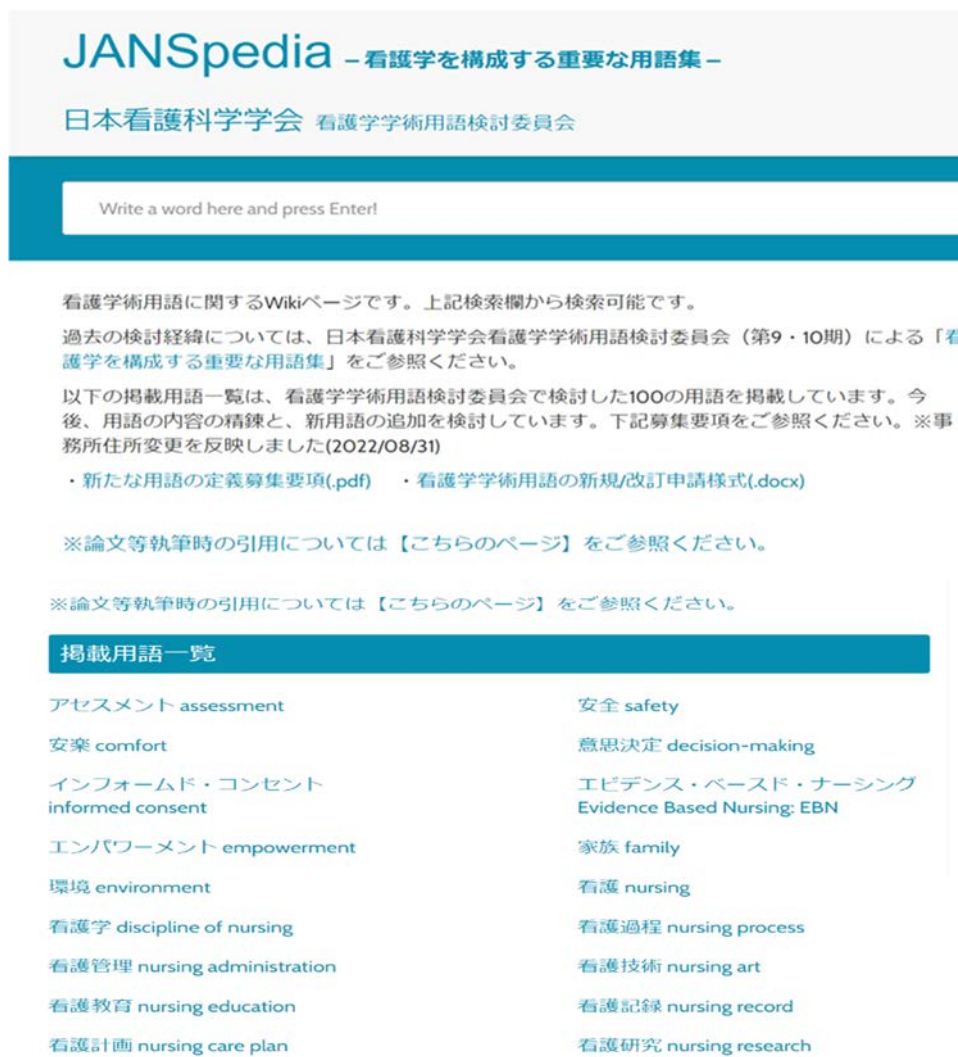 JANSpedia –看護学を構成する重要な用語集–
日本看護科学学会 看護学学術用語検討委員会
Write a word here and press Enter!
看護学術用語に関するWikiページです。上記検索欄から検索可能です。
過去の検討経緯については、日本看護科学学会看護学学術用語検討委員会（第9・10期）による「看
護学を構成する重要な用語集」をご参照ください。
以下の掲載用語一覧は、看護学学術用語検討委員会で検討した100の用語を掲載しています。今
後、用語の内容の精錬と、新用語の追加を検討しています。下記募集要項をご参照ください。※事
務所住所変更を反映しました(2022/08/31)
・新たな用語の定義募集要項(.pdf) ・看護学学術用語の新規/改訂申請様式(.docx)
※論文等執筆時の引用については【こちらのページ】をご参照ください。
※論文等執筆時の引用については【こちらのページ】をご参照ください。
掲載用語一覧
アセスメント assessment
安全 safety
安楽 comfort
意思決定 decision-making
インフォームド・コンセント
informed consent
エビデンス・ベースド・ナーシング
Evidence Based Nursing: EBN
エンパワーメント empowerment
家族 family
環境 environment
看護 nursing
看護学 discipline of nursing
看護過程 nursing process
看護管理 nursing administration
看護技術 nursing art
看護教育 nursing education
看護記録 nursing record
看護計画 nursing care plan
看護研究 nursing research